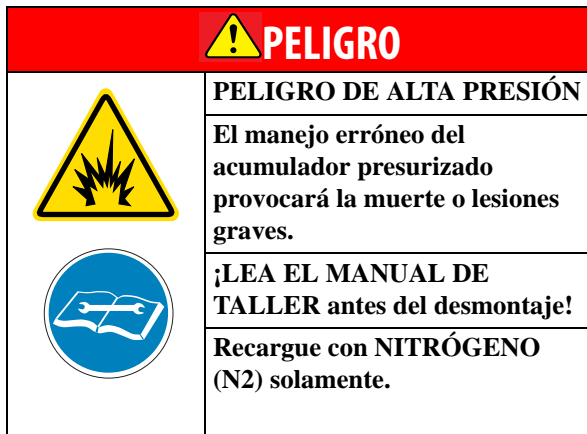 PELIGRO
PELIGRO DE ALTA PRESIÓN
El manejo erróneo del
acumulador presurizado
provocará la muerte o lesiones
graves.
¡LEA EL MANUAL DE
TALLER antes del desmontaje!
Recargue con NITRÓGENO
(N2) solamente.